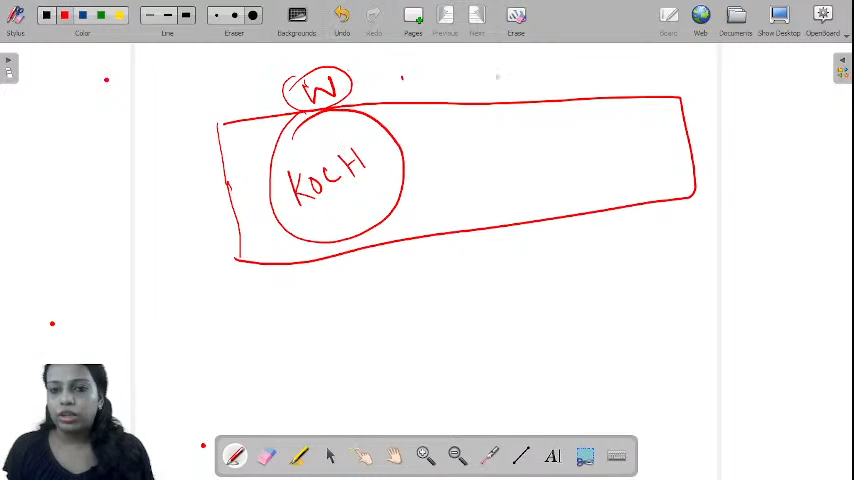 Stylus
Color
Line
Eraser
Backgrounds
Undo
Redo
Pages
Previous
Next
Erase
Board
Web
Documents
Show Desktop
OpenBoard
W
KOCH
A